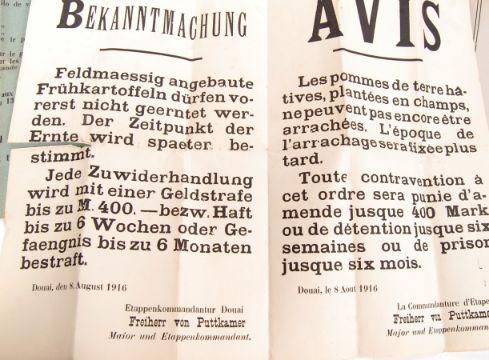 BEKANNTMACHUNG
Feldmaessig angebaute
Frühkartoffeln dürfen vo-
rerst nicht geerntet wer-
den. Der Zeitpunkt der
Ernte wird spaeter be-
stimmt.
Jede Zuwiderhandlung
wird mit einer Geldstrafe
bis zu M. 400. — bezw. Haft
bis zu 6 Wochen oder Ge-
faengnis bis zu 6 Monaten
bestraft.
Douai, den 8. August 1916
Etappenkommandantur Douai
Freiherr von Puttkamer
Major und Etappenkommandant.
AVIS
Les pommes de terre hâ-
tives, plantées en champs,
ne peuvent pas encore être
arrachées. L'époque de
l'arrachage sera fixée plus
tard.
Toute contravention à
cet ordre sera punie d'a-
mende jusque 400 Mark
ou de détention jusque six
semaines ou de prison
jusque six mois.
Douai, le 8 Août 1916
La Commandanture d'Etape
Freiherr von Puttkamer
Major und Etappenkommandant